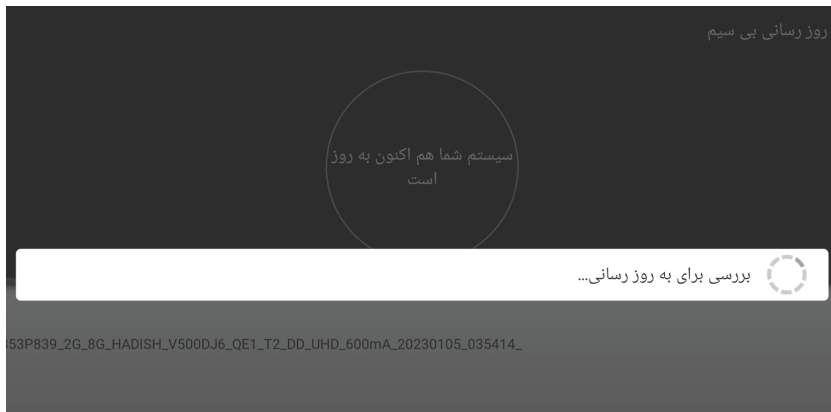 روز رسانی بی سیم
سیستم شما هم اکنون به روز
است
بررسی برای به روز رسانی...
53P839_2G_8G_HADISH_V500DJ6_QE1_T2_DD_UHD_600mA_20230105_035414_